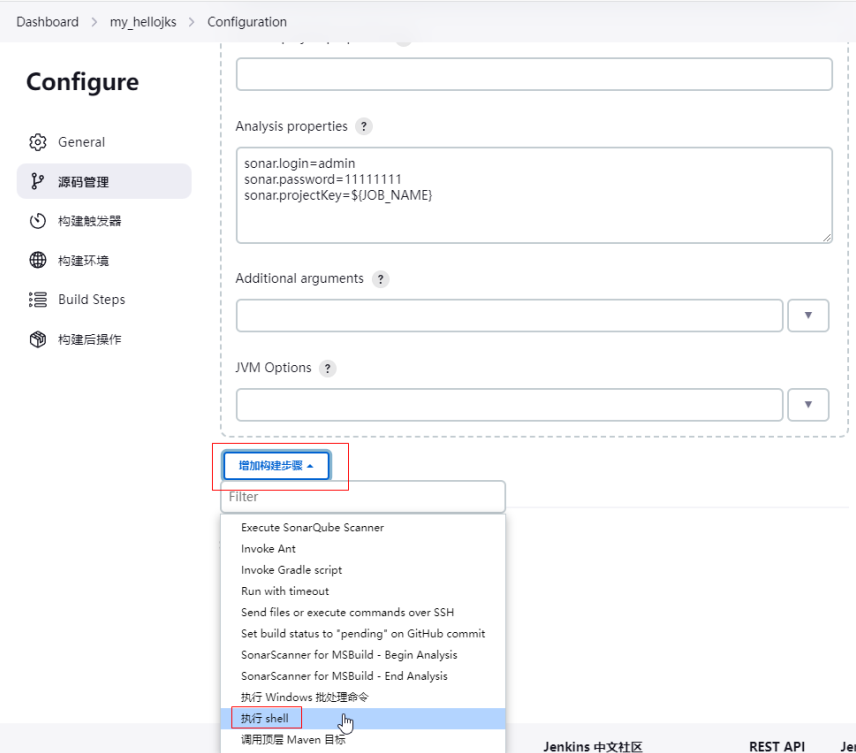 Dashboard > my_hellojks > Configuration
Configure
General
源码管理
构建触发器
构建环境
Build Steps
构建后操作
Analysis properties ?
sonar.login=admin
sonar.password=11111111
sonar.projectKey=${JOB_NAME}
Additional arguments ?
JVM Options ?
增加构建步骤
Filter
Execute SonarQube Scanner
Invoke Ant
Invoke Gradle script
Run with timeout
Send files or execute commands over SSH
Set build status to "pending" on GitHub commit
SonarScanner for MSBuild - Begin Analysis
SonarScanner for MSBuild - End Analysis
执行 Windows 批处理命令
执行 shell
调用顶层 Maven 目标
Jenkins 中文社区
REST API